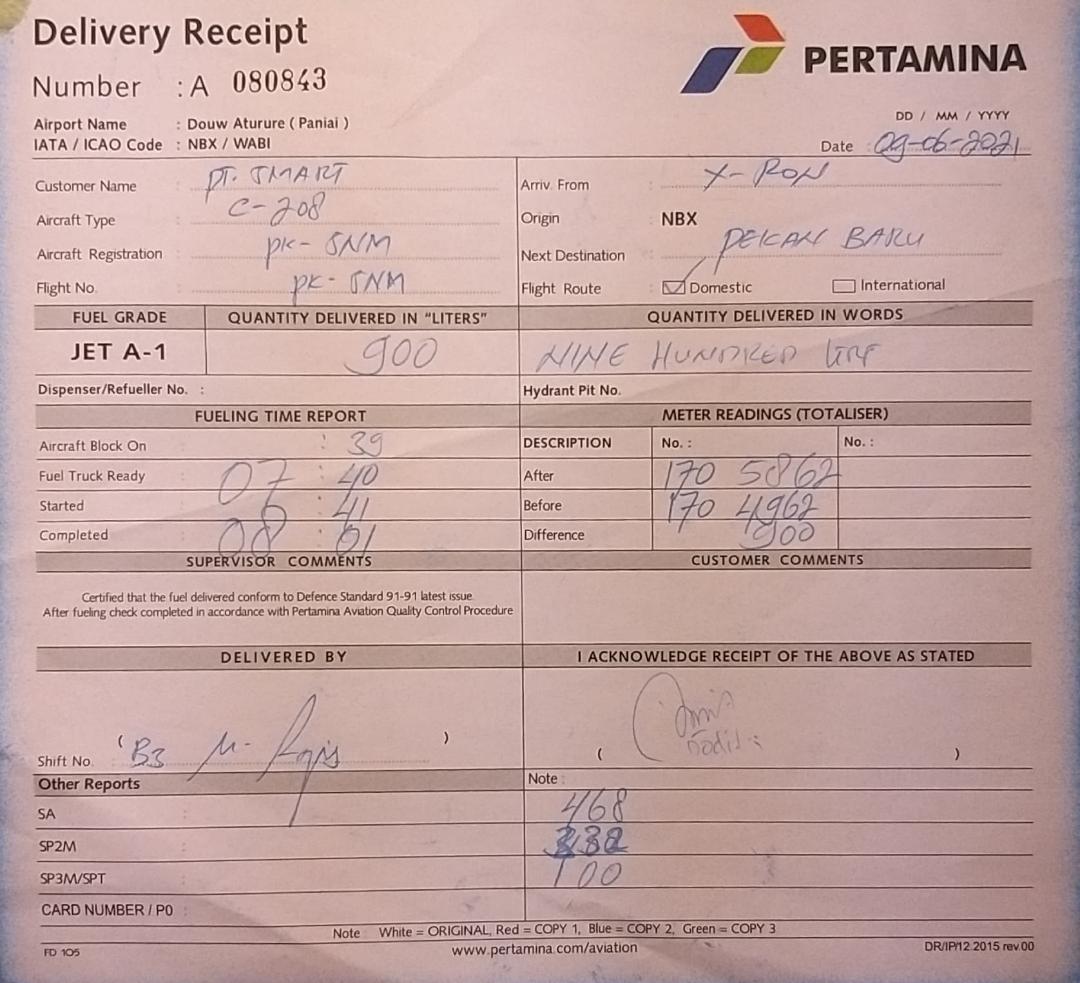 Delivery Receipt
PERTAMINA
Number : A 080843
Airport Name : Douw Aturure ( Paniai )
DD / MM / YYYY
IATA / ICAO Code : NBX / WABI
Date : 09-06-2021
Customer Name : PT. SMART
Arriv. From : X-RON
Aircraft Type : C-208
Origin : NBX
Aircraft Registration : PK-SNM
Next Destination : PEKAN BARU
Flight No. : PK-SNM
Flight Route : Domestic International
FUEL GRADE QUANTITY DELIVERED IN "LITERS" QUANTITY DELIVERED IN WORDS
JET A-1 900 NINE HUNDRED
Dispenser/Refueller No. : Hydrant Pit No.
FUELING TIME REPORT METER READINGS (TOTALISER)
Aircraft Block On : 39 DESCRIPTION No. : No. :
Fuel Truck Ready : 07 : 40 After 170 5862
Started : 41 Before 170 4962
Completed : 08 : 01 Difference 900
SUPERVISOR COMMENTS CUSTOMER COMMENTS
Certified that the fuel delivered conform to Defence Standard 91-91 latest issue.
After fueling check completed in accordance with Pertamina Aviation Quality Control Procedure
DELIVERED BY I ACKNOWLEDGE RECEIPT OF THE ABOVE AS STATED
( ) ( )
Shift No. B3 M.
Other Reports Note :
SA : 468
SP2M : 332
SP3M/SPT : 100
CARD NUMBER / P0 :
Note White = ORIGINAL, Red = COPY 1, Blue = COPY 2, Green = COPY 3
FD 105 www.pertamina.com/aviation DR/IP/12.2015 rev.00